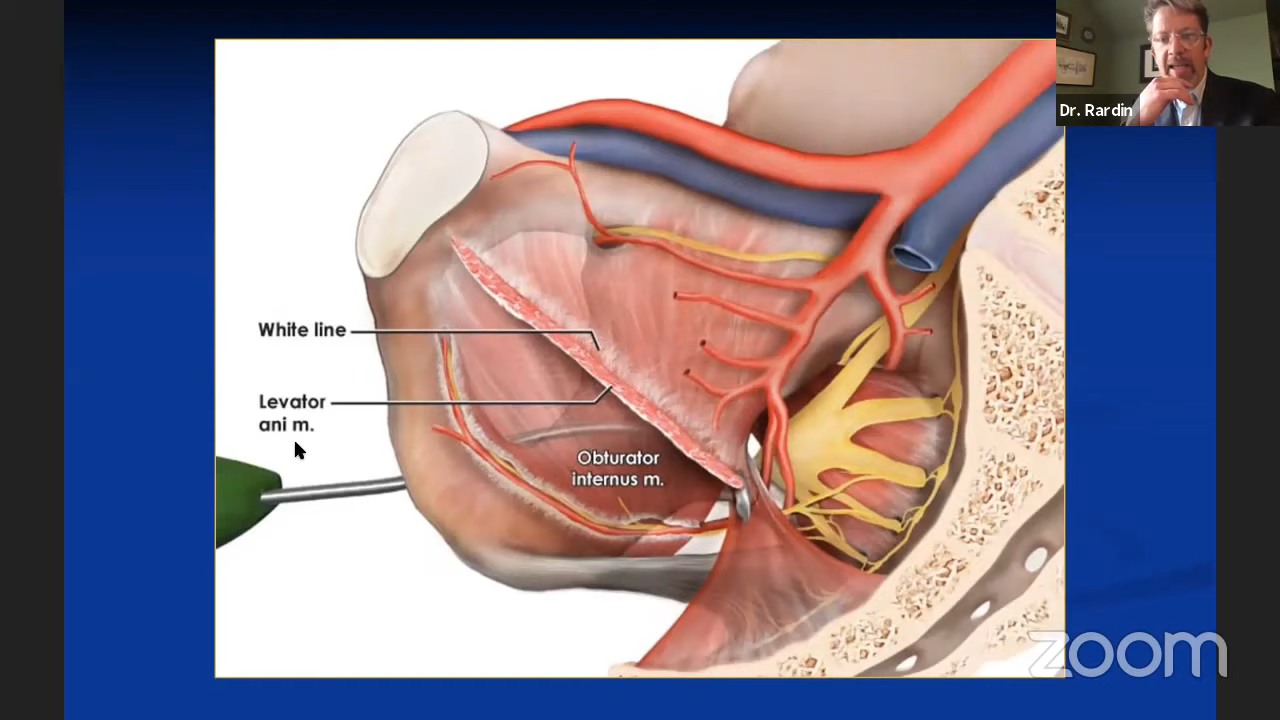 Dr. Rardin
White line
Levator
ani m.
Obturator
internus m.
zoom